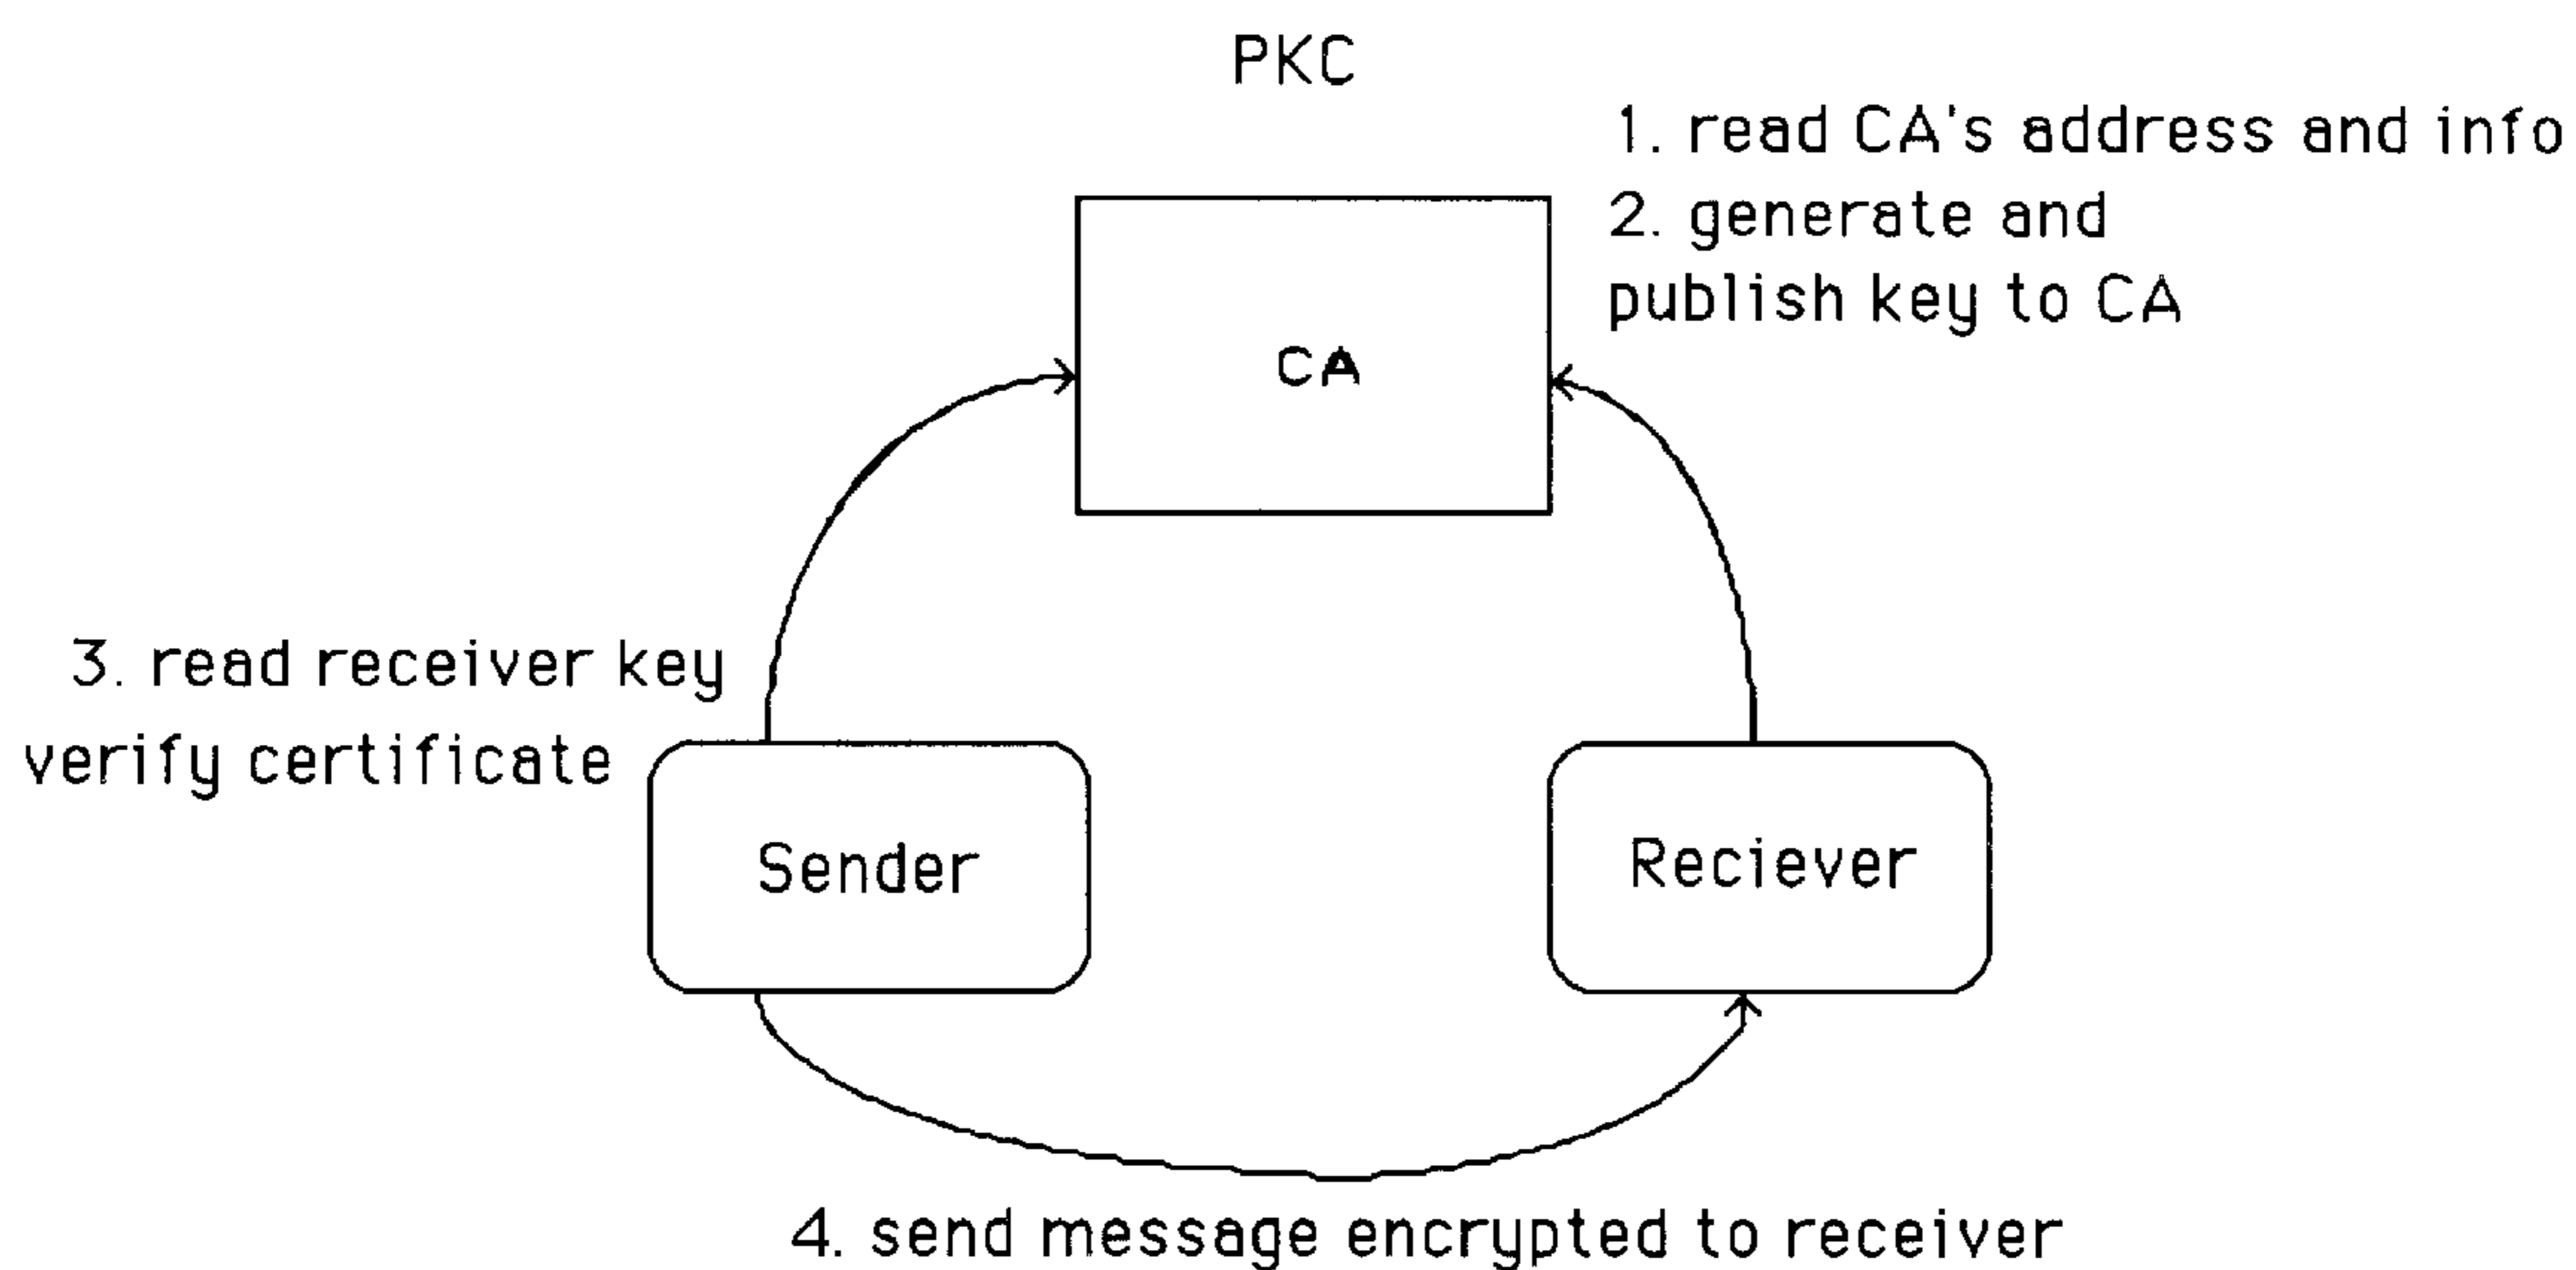 PKC
1. read CA's address and info
2. generate and
publish key to CA
CA
3. read receiver key
verify certificate
Sender
Reciever
4. send message encrypted to receiver